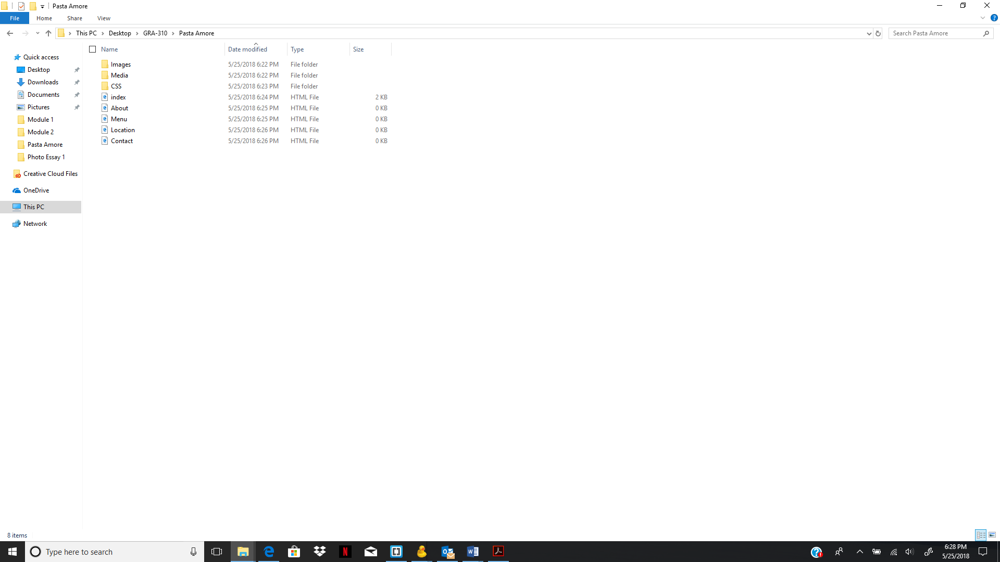 Pasta Amore
File Home Share View
This PC Desktop GRA-310 Pasta Amore Search Pasta Amore
Name Date modified Type Size
Quick access
Desktop
Downloads
Documents
Pictures
Module 1
Module 2
Pasta Amore
Photo Essay 1
Creative Cloud Files
OneDrive
This PC
Network
Images 5/25/2018 6:22 PM File folder
Media 5/25/2018 6:22 PM File folder
CSS 5/25/2018 6:23 PM File folder
index 5/25/2018 6:24 PM HTML File 2 KB
About 5/25/2018 6:25 PM HTML File 0 KB
Menu 5/25/2018 6:25 PM HTML File 0 KB
Location 5/25/2018 6:26 PM HTML File 0 KB
Contact 5/25/2018 6:26 PM HTML File 0 KB
8 items
Type here to search
6:28 PM
5/25/2018